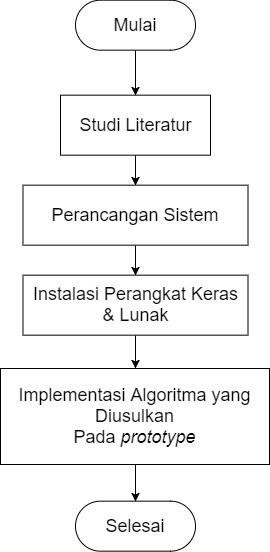 Mulai
Studi Literatur
Perancangan Sistem
Instalasi Perangkat Keras
& Lunak
Implementasi Algoritma yang
Diusulkan
Pada prototype
Selesai